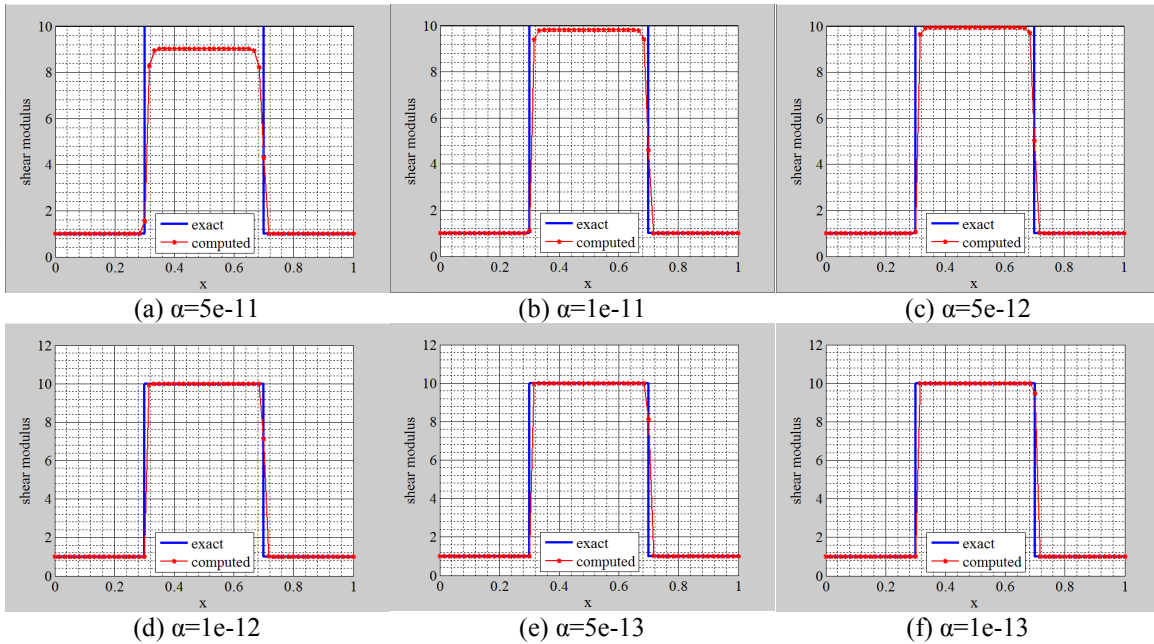 10
8
6
4
2
0
shear modulus
exact
computed
0 0.2 0.4 0.6 0.8 1
x
(a) α=5e-11
10
8
6
4
2
0
shear modulus
exact
computed
0 0.2 0.4 0.6 0.8 1
x
(b) α=1e-11
10
8
6
4
2
0
shear modulus
exact
computed
0 0.2 0.4 0.6 0.8 1
x
(c) α=5e-12
12
10
8
6
4
2
0
shear modulus
exact
computed
0 0.2 0.4 0.6 0.8 1
x
(d) α=1e-12
12
10
8
6
4
2
0
shear modulus
exact
computed
0 0.2 0.4 0.6 0.8 1
x
(e) α=5e-13
12
10
8
6
4
2
0
shear modulus
exact
computed
0 0.2 0.4 0.6 0.8 1
x
(f) α=1e-13